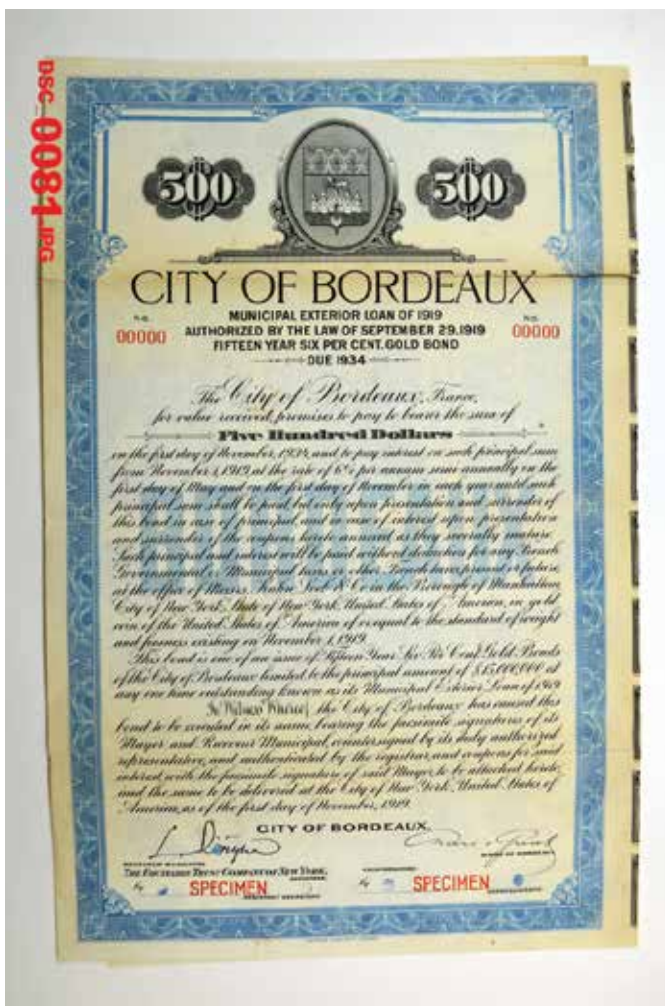 DSC_0081.JPG
500 500
CITY OF BORDEAUX
MUNICIPAL EXTERIOR LOAN OF 1919
No. AUTHORIZED BY THE LAW OF SEPTEMBER 29, 1919 No.
00000 FIFTEEN YEAR SIX PER CENT. GOLD BOND 00000
DUE 1934
The City of Bordeaux, France,
for value received, promises to pay to bearer the sum of
Five Hundred Dollars
on the first day of November, 1934, and to pay interest on such principal sum
from November 1, 1919, at the rate of 6% per annum semi-annually on the
first day of May and on the first day of November in each year until such
principal sum shall be paid, but only upon presentation and surrender of
this bond in case of principal and in case of interest upon presentation
and surrender of the coupons hereto annexed as they severally mature.
Such principal and interest will be paid without deduction for any French
Governmental or Municipal taxes or other French taxes present or future,
at the office of Messrs. Kuhn, Loeb & Co. in the Borough of Manhattan,
City of New York, State of New York, United States of America, in gold
coin of the United States of America of or equal to the standard of weight
and fineness existing on November 1, 1919.
This bond is one of an issue of Fifteen Year Six Per Cent. Gold Bonds
of the City of Bordeaux limited to the principal amount of $15,000,000 at
any one time outstanding known as its Municipal Exterior Loan of 1919
In Witness Whereof, the City of Bordeaux has caused this
bond to be executed in its name, bearing the facsimile signatures of its
Mayor and Receveur Municipal, countersigned by its duly authorized
representative, and authenticated by the registrar, and coupons for said
interest, with the facsimile signature of said Mayor, to be attached hereto,
and the same to be delivered at the City of New York, United States of
America, as of the first day of November, 1919.
CITY OF BORDEAUX,
THE EQUITABLE TRUST COMPANY OF NEW YORK,
By SPECIMEN By SPECIMEN